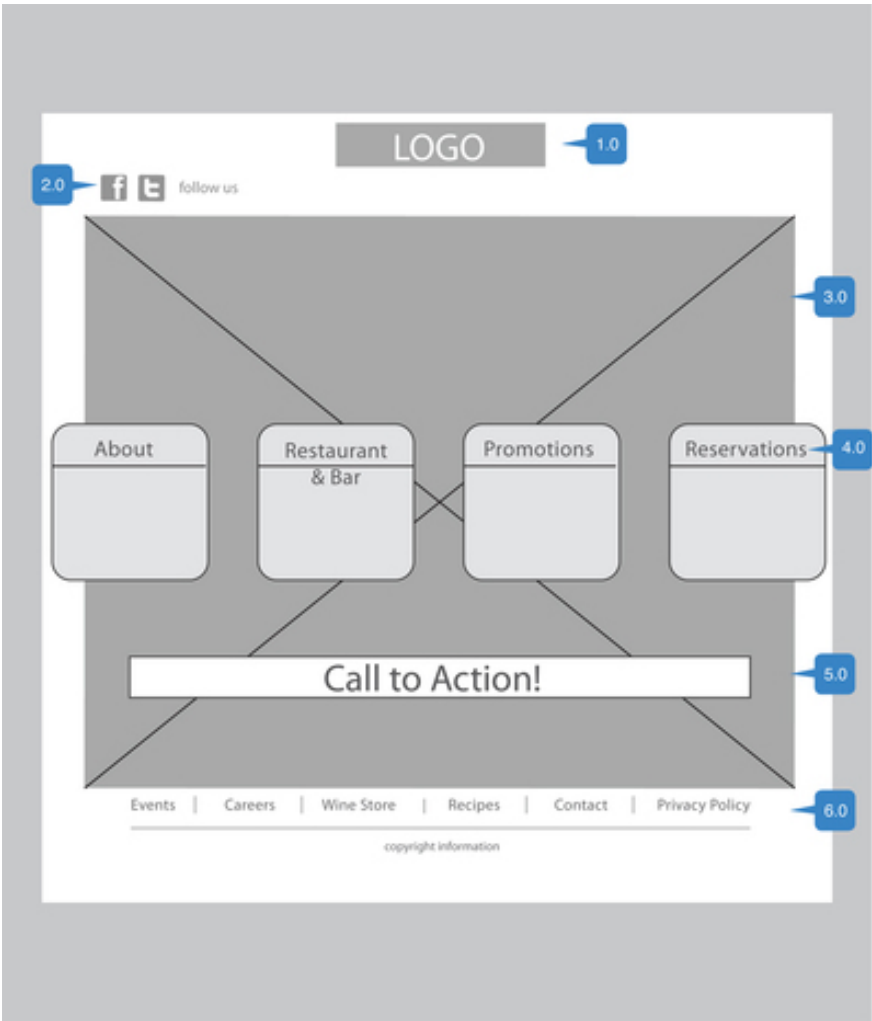 LOGO
1.0
2.0
follow us
3.0
About
Restaurant
& Bar
Promotions
Reservations
4.0
Call to Action!
5.0
Events | Careers | Wine Store | Recipes | Contact | Privacy Policy
6.0
copyright information